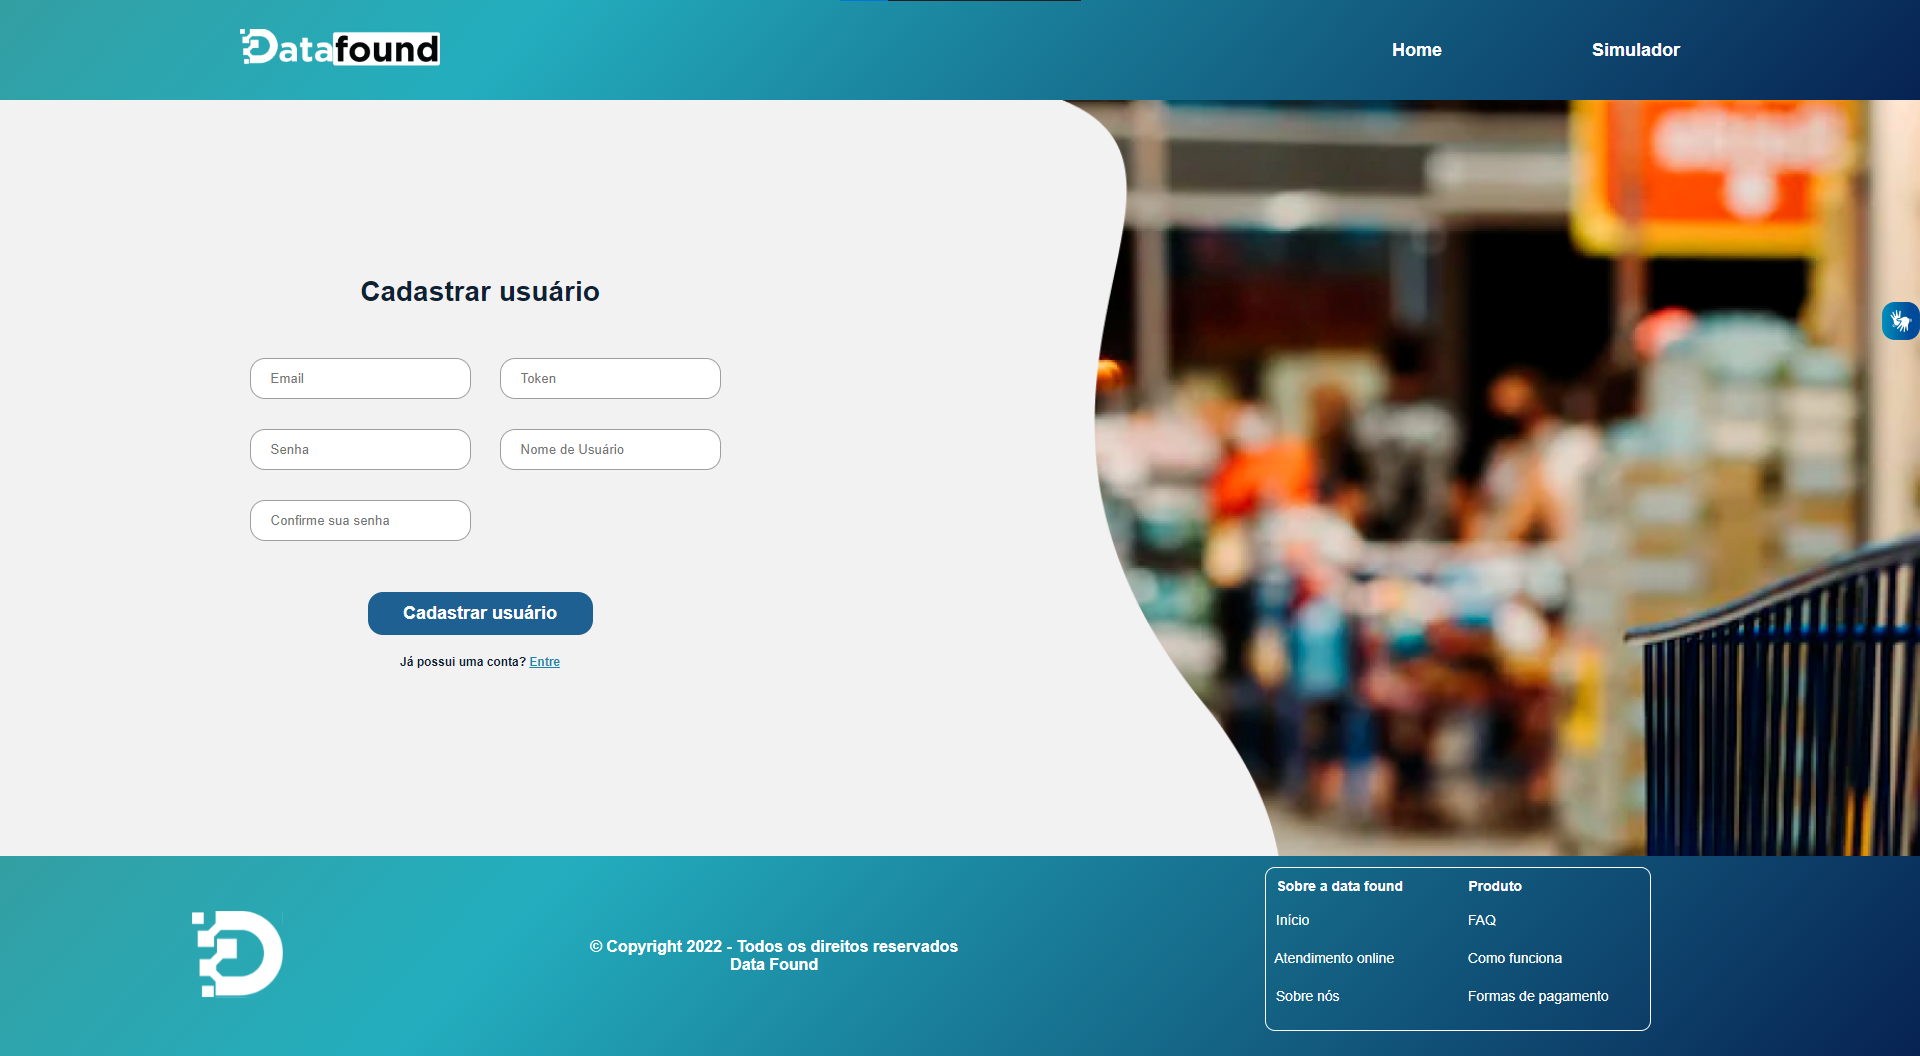 Datafound
Home
Simulador
Cadastrar usuário
Email
Token
Senha
Nome de Usuário
Confirme sua senha
Cadastrar usuário
Já possui uma conta? Entre
© Copyright 2022 - Todos os direitos reservados
Data Found
Sobre a data found
Produto
Início
FAQ
Atendimento online
Como funciona
Sobre nós
Formas de pagamento